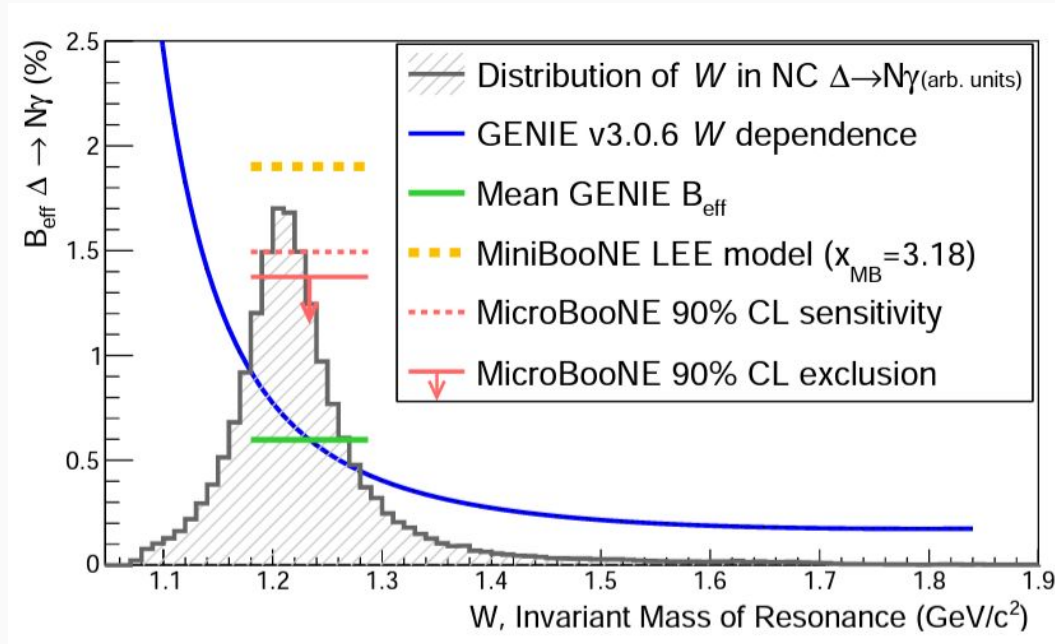 B_eff Δ → Nγ (%)
2.5
2
1.5
1
0.5
0
Distribution of W in NC Δ→Nγ(arb. units)
GENIE v3.0.6 W dependence
Mean GENIE B_eff
MiniBooNE LEE model (x_MB=3.18)
MicroBooNE 90% CL sensitivity
MicroBooNE 90% CL exclusion
1.1 1.2 1.3 1.4 1.5 1.6 1.7 1.8 1.9
W, Invariant Mass of Resonance (GeV/c²)